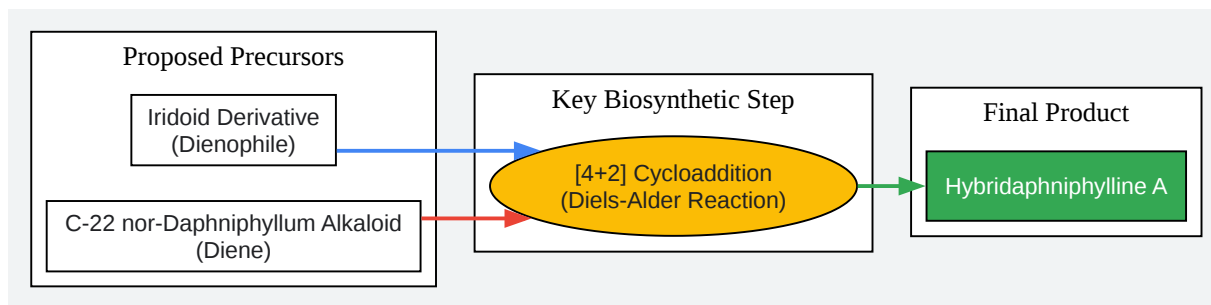 Proposed Precursors
Iridoid Derivative
(Dienophile)
C-22 nor-Daphniphyllum Alkaloid
(Diene)
Key Biosynthetic Step
[4+2] Cycloaddition
(Diels-Alder Reaction)
Final Product
Hybridaphniphylline A